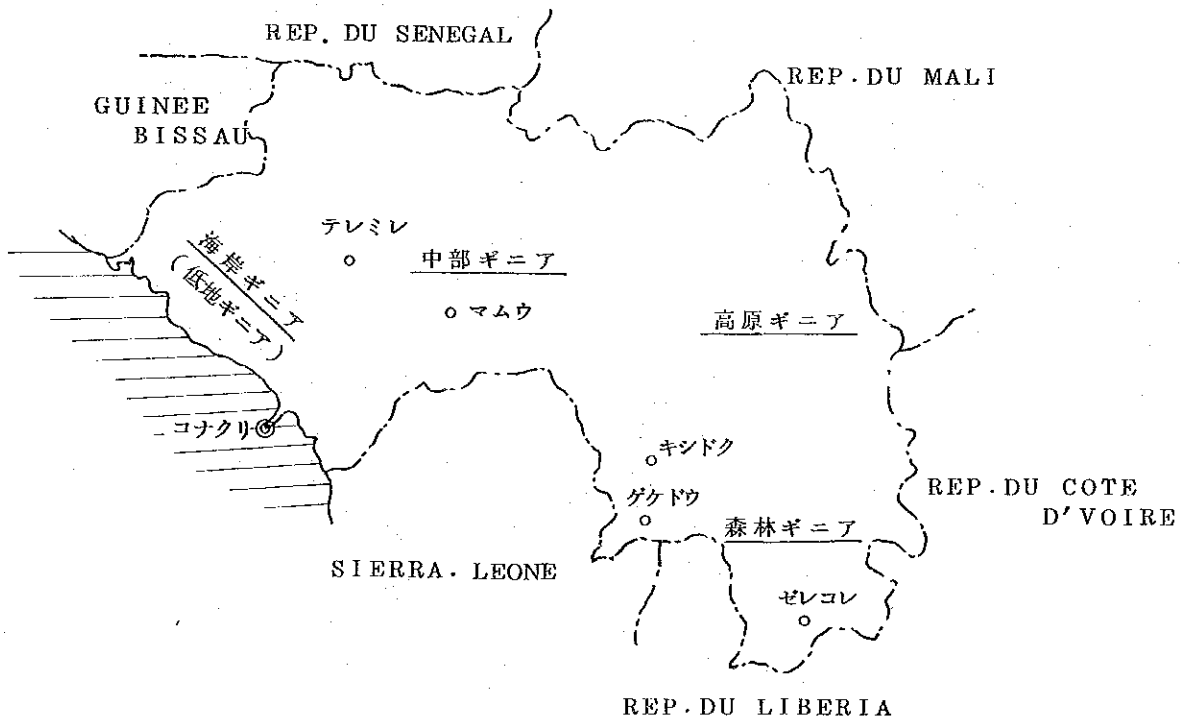 REP. DU SENEGAL
REP. DU MALI
GUINEE
BISSAU
テレミレ
海岸ギニア
(低地ギニア)
中部ギニア
マムウ
高原ギニア
コナクリ
キシドク
ゲケドウ
REP. DU COTE
D'VOIRE
森林ギニア
SIERRA. LEONE
ゼレコレ
REP. DU LIBERIA